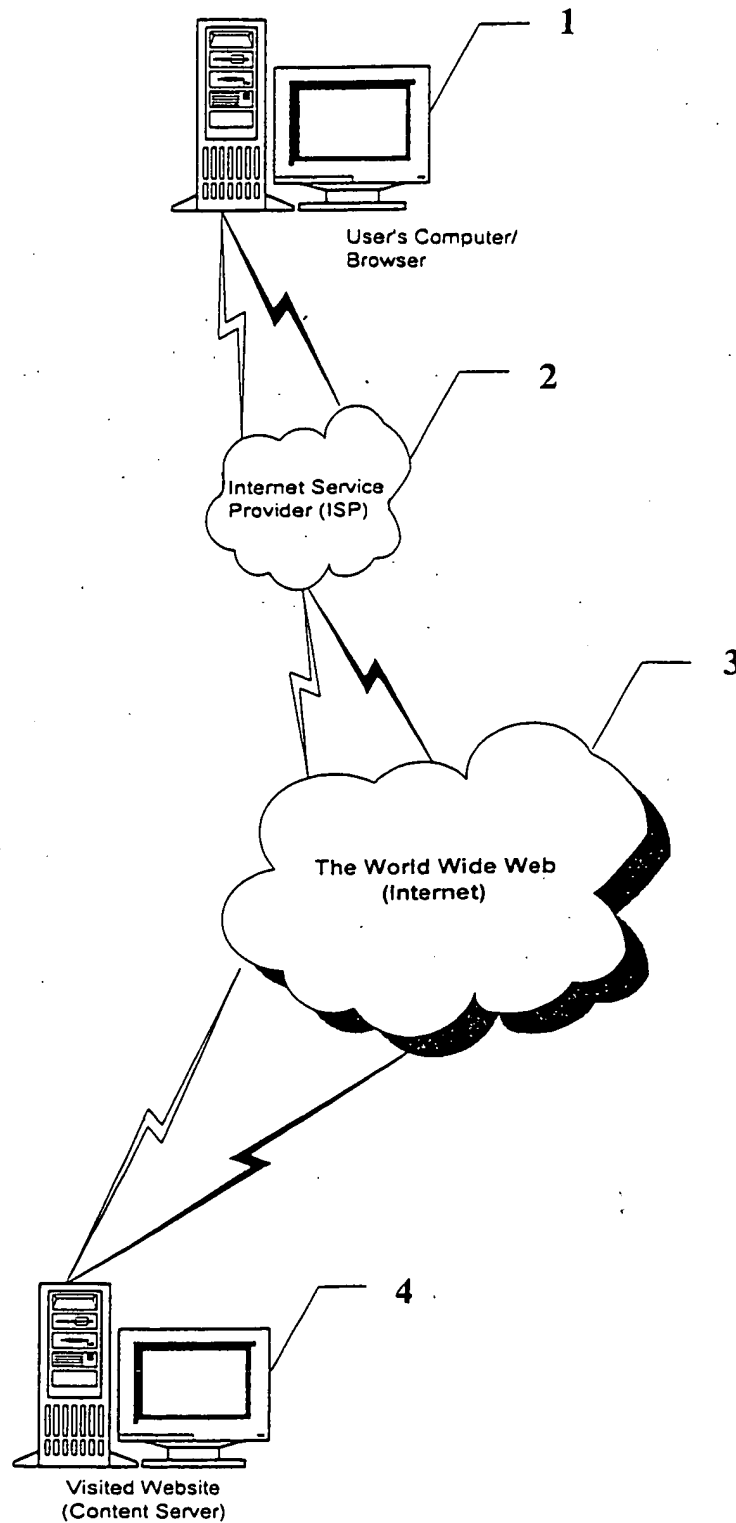 1
User's Computer/
Browser
2
Internet Service
Provider (ISP)
3
The World Wide Web
(Internet)
4
Visited Website
(Content Server)